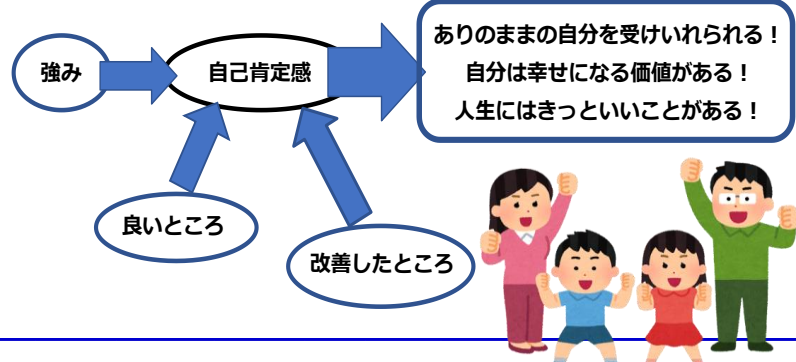 強み
自己肯定感
ありのままの自分を受けいれられる！
自分は幸せになる価値がある！
人生にはきっといいことがある！
良いところ
改善したところ